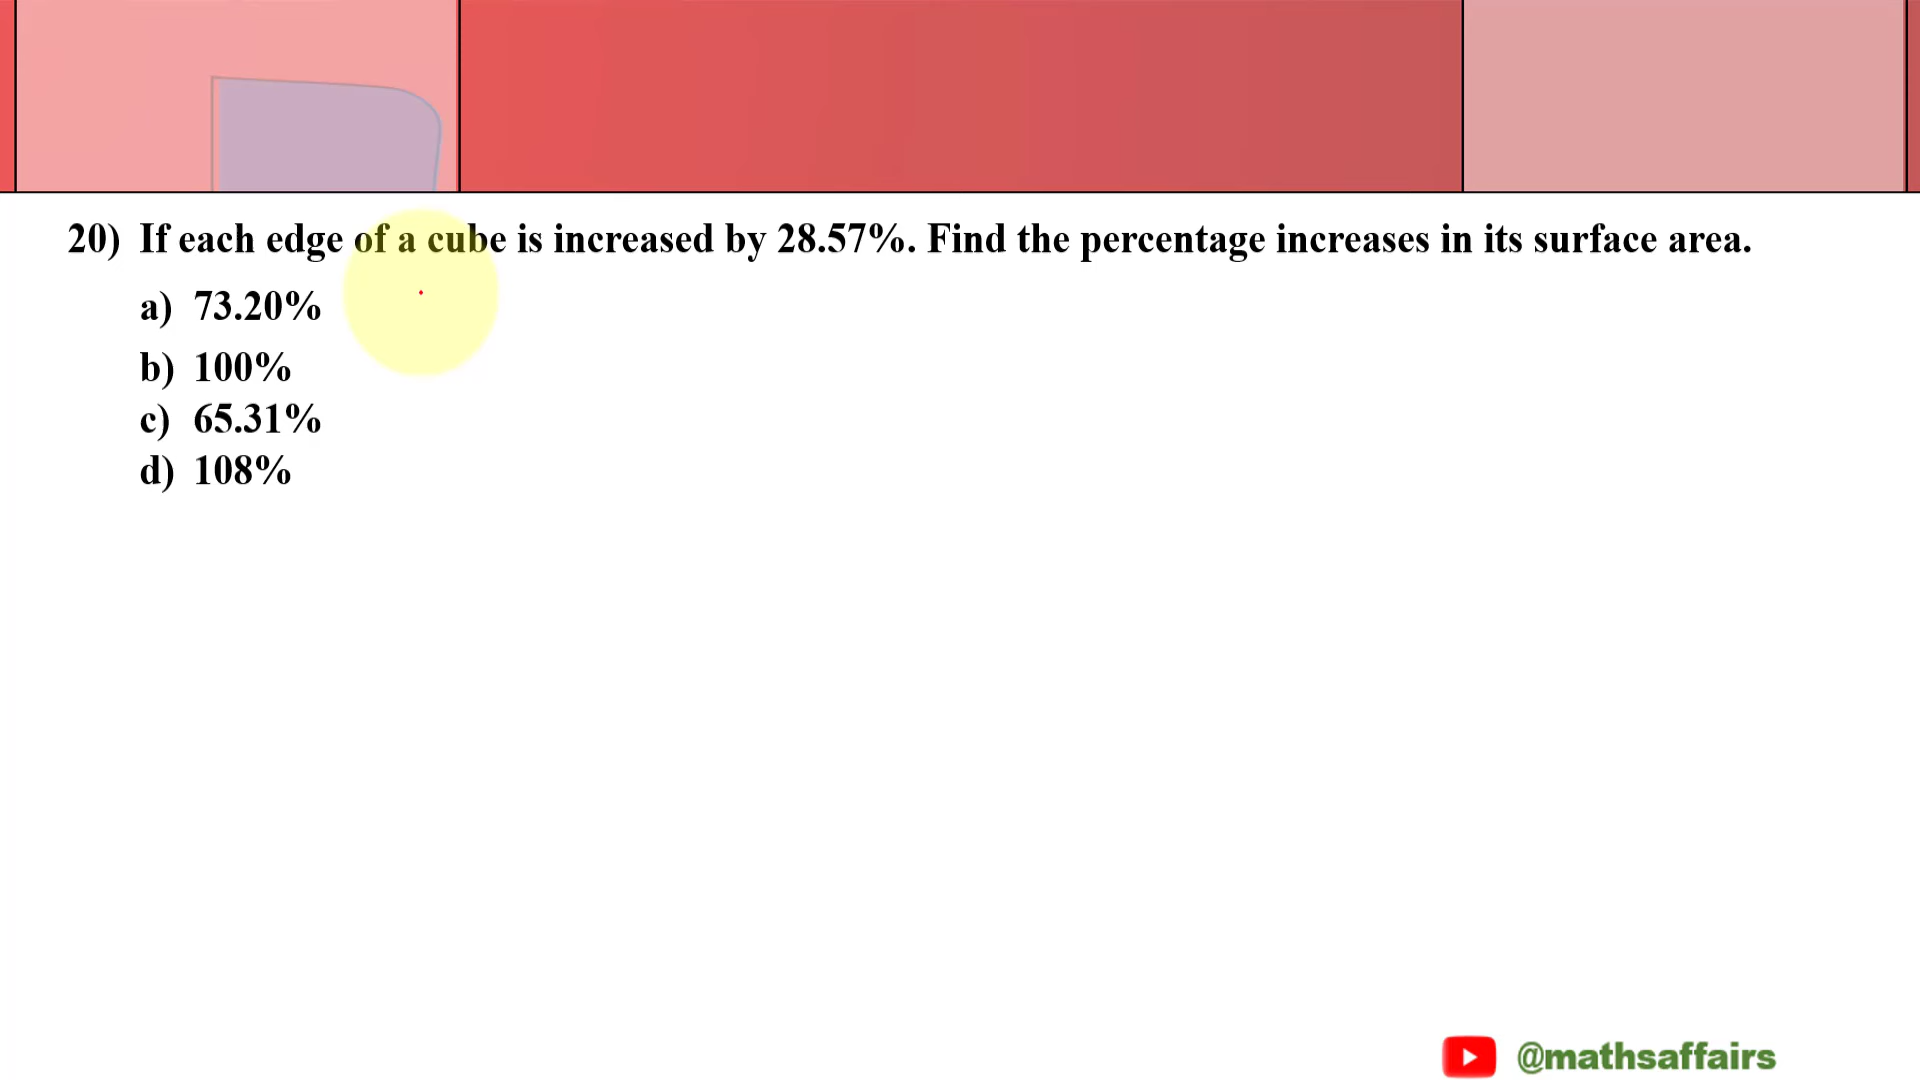 20) If each edge of a cube is increased by 28.57%. Find the percentage increases in its surface area.
a) 73.20%
b) 100%
c) 65.31%
d) 108%
@mathsaffairs